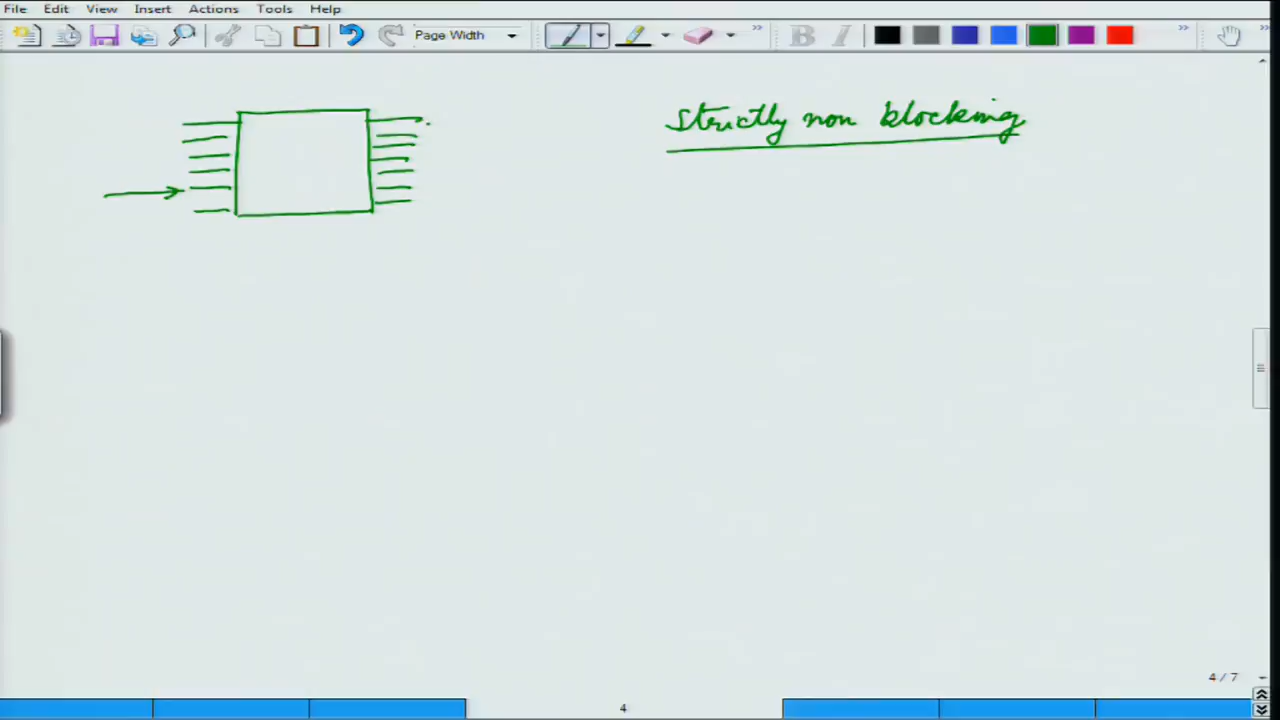 File Edit View Insert Actions Tools Help
Page Width
B I
Strictly non blocking
4 / 7
4